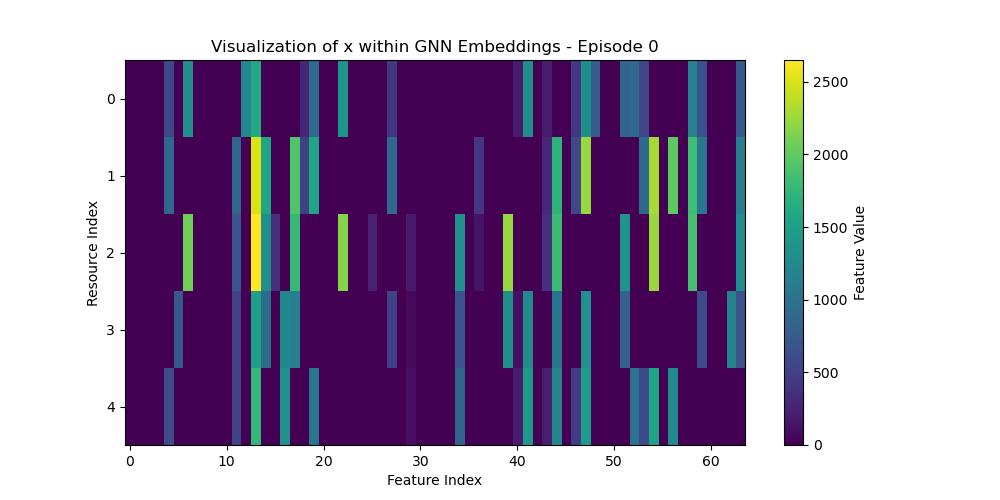 Visualization of x within GNN Embeddings - Episode 0
Resource Index
0
1
2
3
4
0 10 20 30 40 50 60
Feature Index
2500
2000
1500
1000
500
0
Feature Value